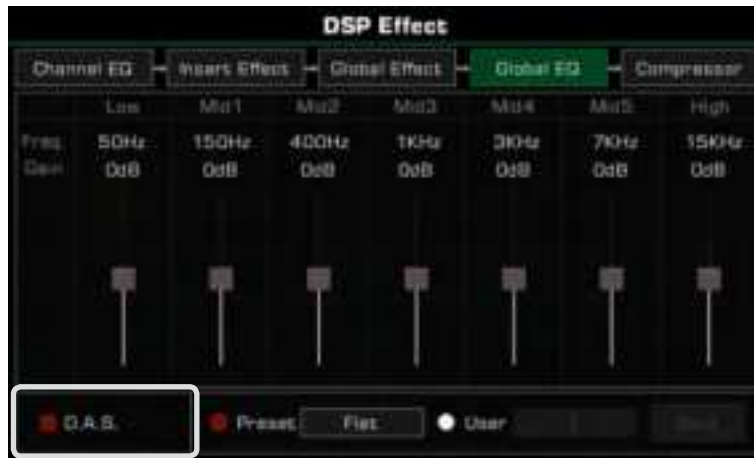 DSP Effect
Channel EQ Insert Effect Global Effect Global EQ Compressor
Low Mid1 Mid2 Mid3 Mid4 Mid5 High
Freq 50Hz 150Hz 400Hz 1KHz 3KHz 7KHz 15KHz
Gain 0dB 0dB 0dB 0dB 0dB 0dB 0dB
D.A.S. Preset Flat User